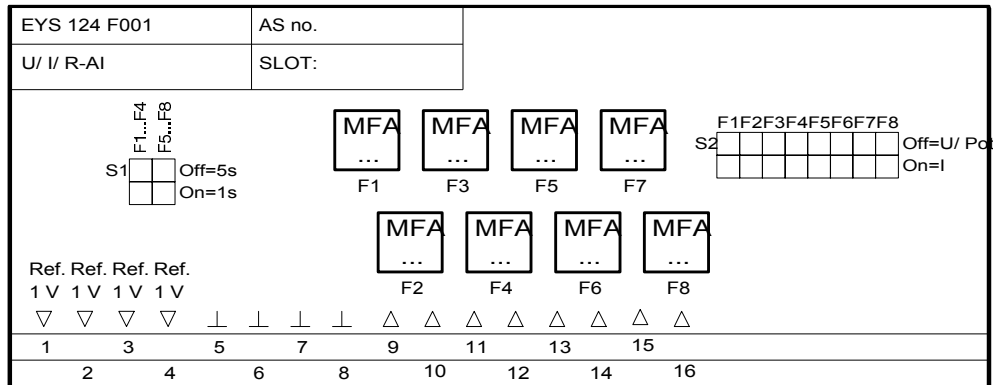 EYS 124 F001 AS no.
U/ I/ R-AI SLOT:
F1...F4 F5...F8
S1 Off=5s
On=1s
MFA ... MFA ... MFA ... MFA ...
F1 F3 F5 F7
F1F2F3F4F5F6F7F8
S2 Off=U/ Pot
On=I
MFA ... MFA ... MFA ... MFA ...
F2 F4 F6 F8
Ref. Ref. Ref. Ref.
1 V 1 V 1 V 1 V
1 3 5 7 9 11 13 15
2 4 6 8 10 12 14 16